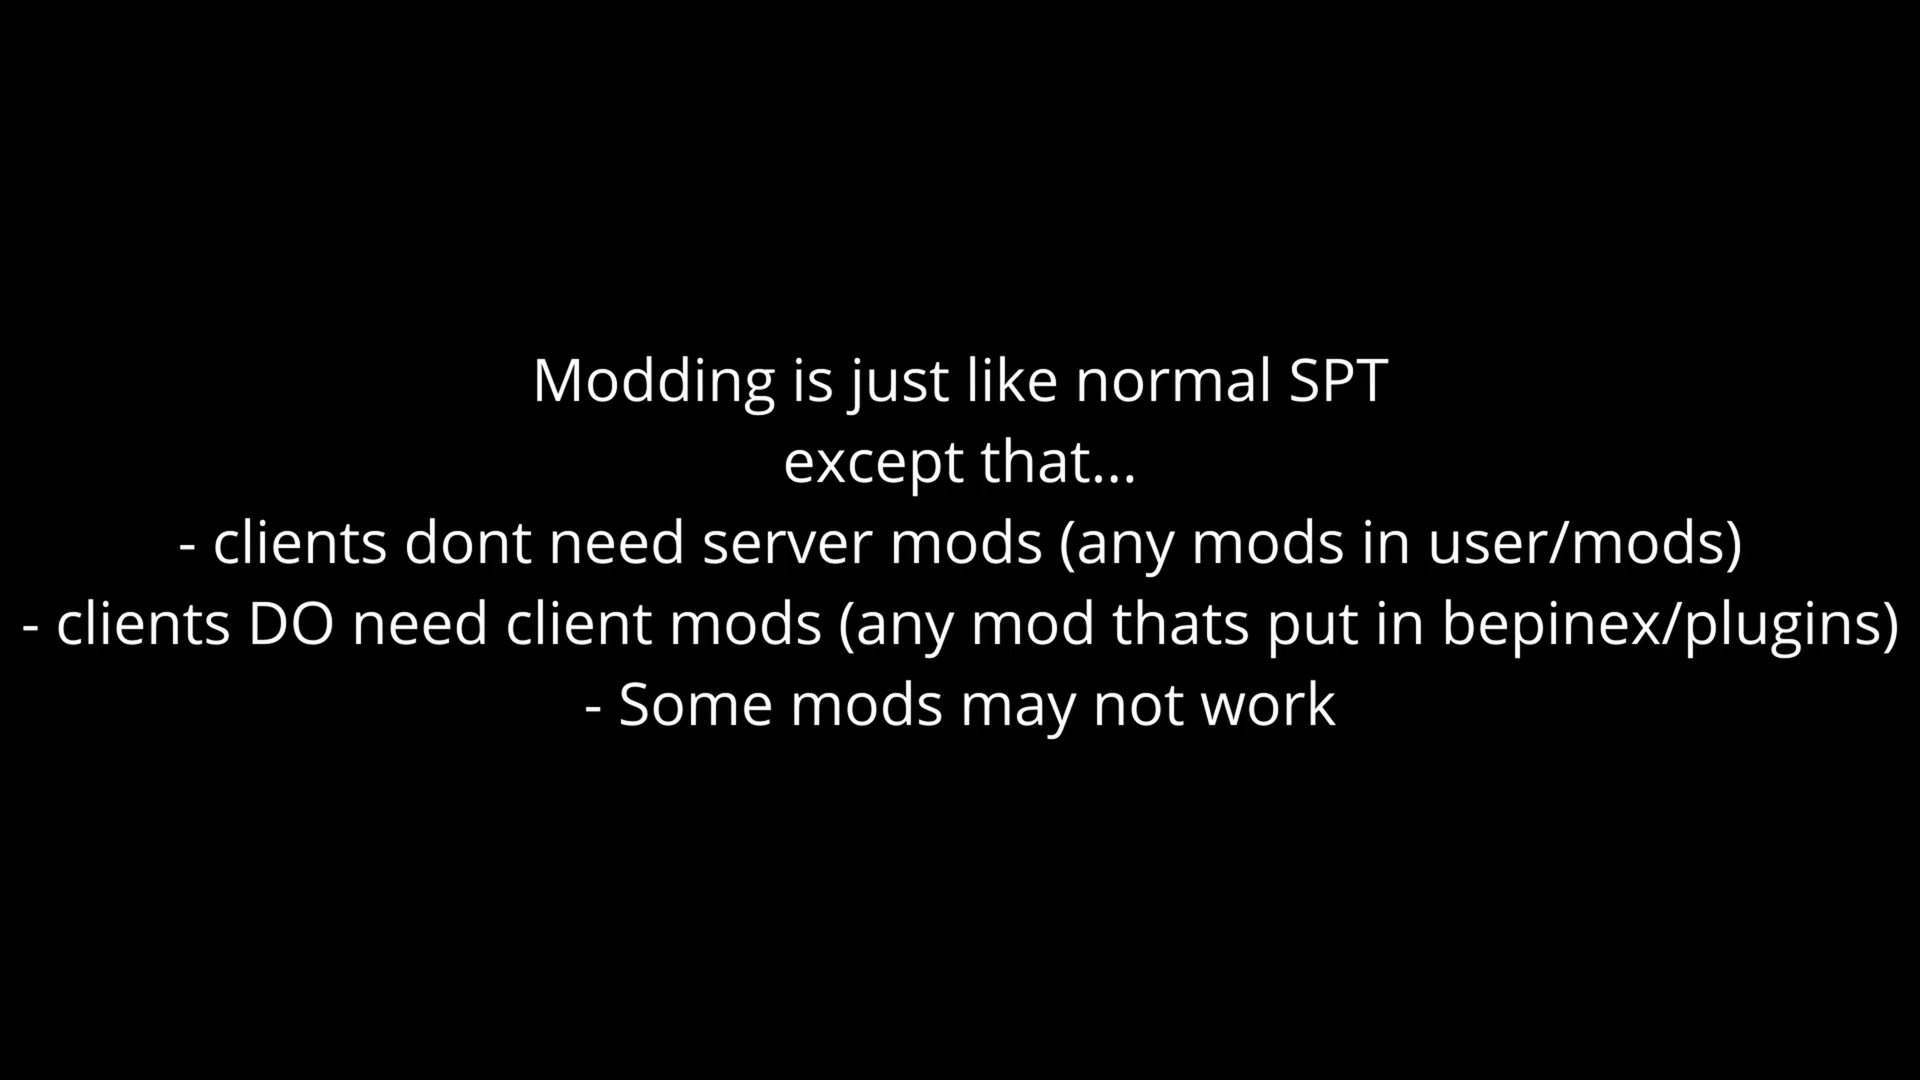 Modding is just like normal SPT
except that...
- clients dont need server mods (any mods in user/mods)
- clients DO need client mods (any mod thats put in bepinex/plugins)
- Some mods may not work